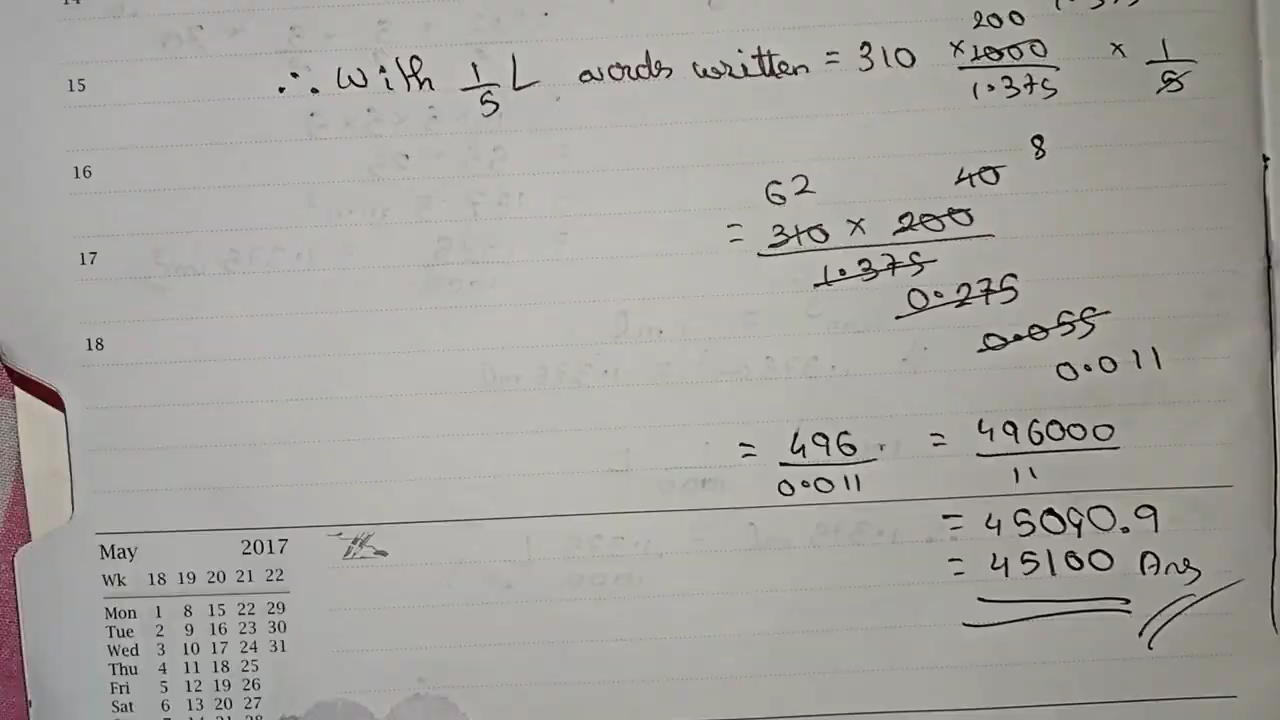 200
15 ∴ With 1/5 L words written = 310 × 1000/1.375 × 1/5
16 8
62 40
17 = 310 × 200
1.375
0.275
18 0.055
0.011
= 496/0.011 = 496000/11
= 45090.9
= 45100 Ans
May 2017
Wk 18 19 20 21 22
Mon 1 8 15 22 29
Tue 2 9 16 23 30
Wed 3 10 17 24 31
Thu 4 11 18 25
Fri 5 12 19 26
Sat 6 13 20 27